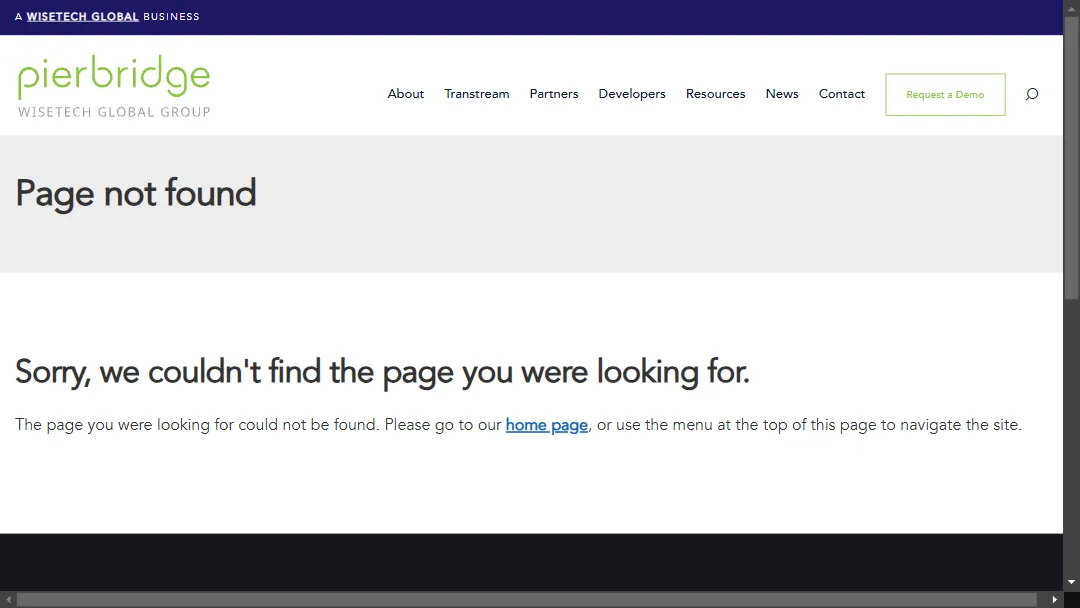 A WISETECH GLOBAL BUSINESS
pierbridge
WISETECH GLOBAL GROUP
About Transtream Partners Developers Resources News Contact Request a Demo
Page not found
Sorry, we couldn't find the page you were looking for.
The page you were looking for could not be found. Please go to our home page, or use the menu at the top of this page to navigate the site.